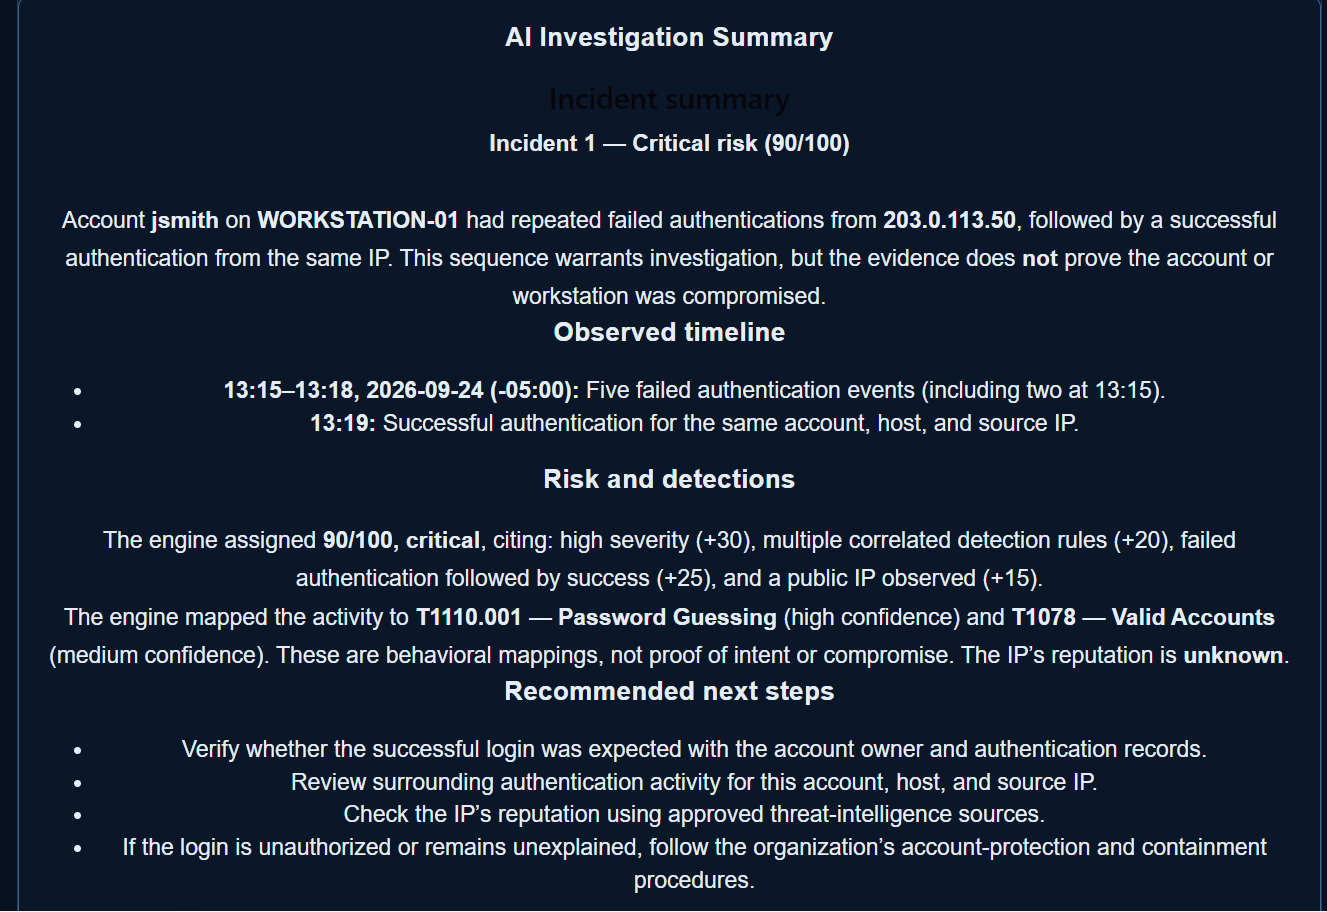 AI Investigation Summary
Incident summary
Incident 1 — Critical risk (90/100)
Account jsmith on WORKSTATION-01 had repeated failed authentications from 203.0.113.50, followed by a successful
authentication from the same IP. This sequence warrants investigation, but the evidence does not prove the account or
workstation was compromised.
Observed timeline
• 13:15–13:18, 2026-09-24 (-05:00): Five failed authentication events (including two at 13:15).
• 13:19: Successful authentication for the same account, host, and source IP.
Risk and detections
The engine assigned 90/100, critical, citing: high severity (+30), multiple correlated detection rules (+20), failed
authentication followed by success (+25), and a public IP observed (+15).
The engine mapped the activity to T1110.001 — Password Guessing (high confidence) and T1078 — Valid Accounts
(medium confidence). These are behavioral mappings, not proof of intent or compromise. The IP’s reputation is unknown.
Recommended next steps
• Verify whether the successful login was expected with the account owner and authentication records.
• Review surrounding authentication activity for this account, host, and source IP.
• Check the IP’s reputation using approved threat-intelligence sources.
• If the login is unauthorized or remains unexplained, follow the organization’s account-protection and containment
procedures.